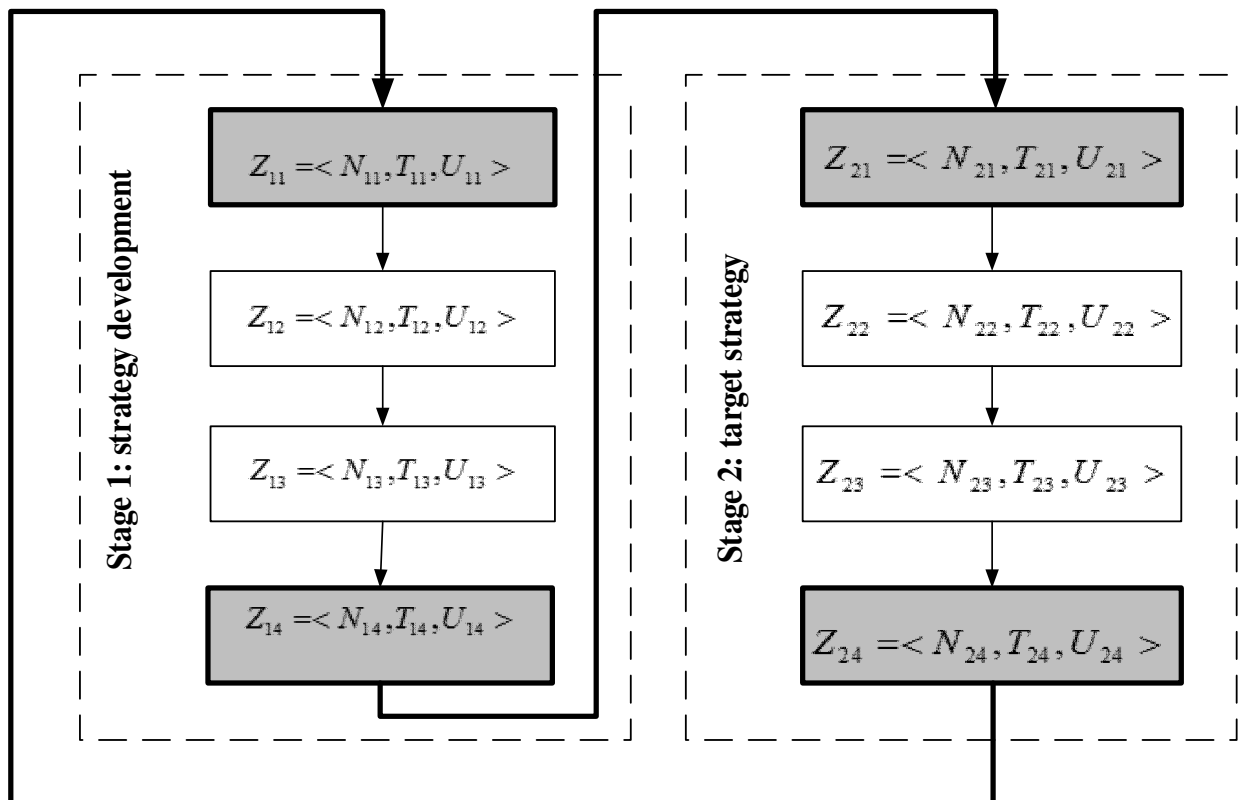 Stage 1: strategy development
Z₁₁ =< N₁₁, T₁₁, U₁₁ >
Z₁₂ =< N₁₂, T₁₂, U₁₂ >
Z₁₃ =< N₁₃, T₁₃, U₁₃ >
Z₁₄ =< N₁₄, T₁₄, U₁₄ >
Stage 2: target strategy
Z₂₁ =< N₂₁, T₂₁, U₂₁ >
Z₂₂ =< N₂₂, T₂₂, U₂₂ >
Z₂₃ =< N₂₃, T₂₃, U₂₃ >
Z₂₄ =< N₂₄, T₂₄, U₂₄ >